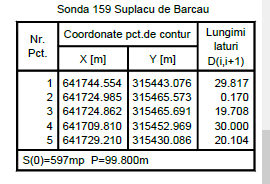 Sonda 159 Suplacu de Barcau
Nr. Pct. Coordonate pct.de contur Lungimi laturi
X [m] Y [m] D(i,i+1)
1 641744.554 315443.076 29.817
2 641724.985 315465.573 0.170
3 641724.862 315465.691 19.708
4 641709.810 315452.969 30.000
5 641729.210 315430.086 20.104
S(0)=597mp P=99.800m